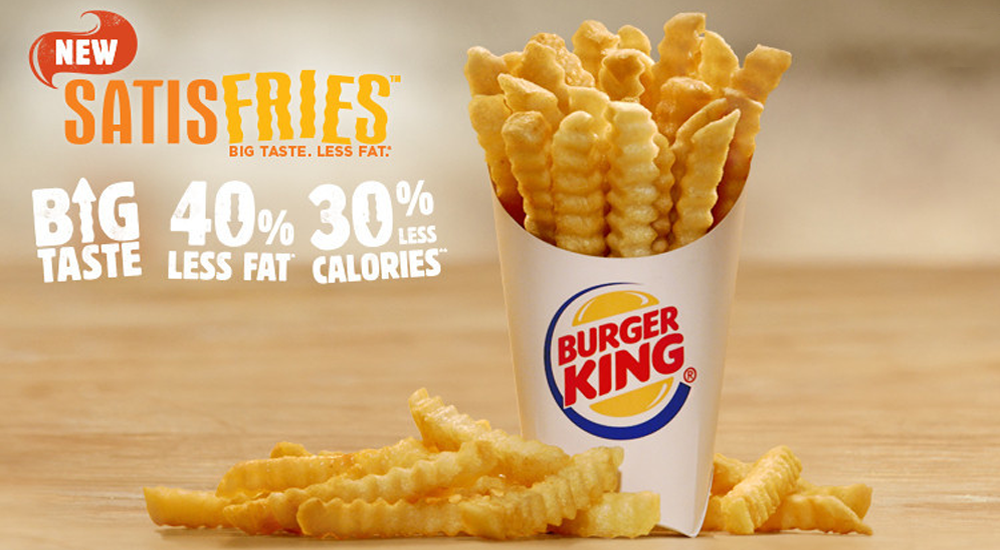 NEW
SATISFRIES™
BIG TASTE. LESS FAT.*
BIG
TASTE
40%
LESS FAT*
30%
LESS
CALORIES**
BURGER
KING®